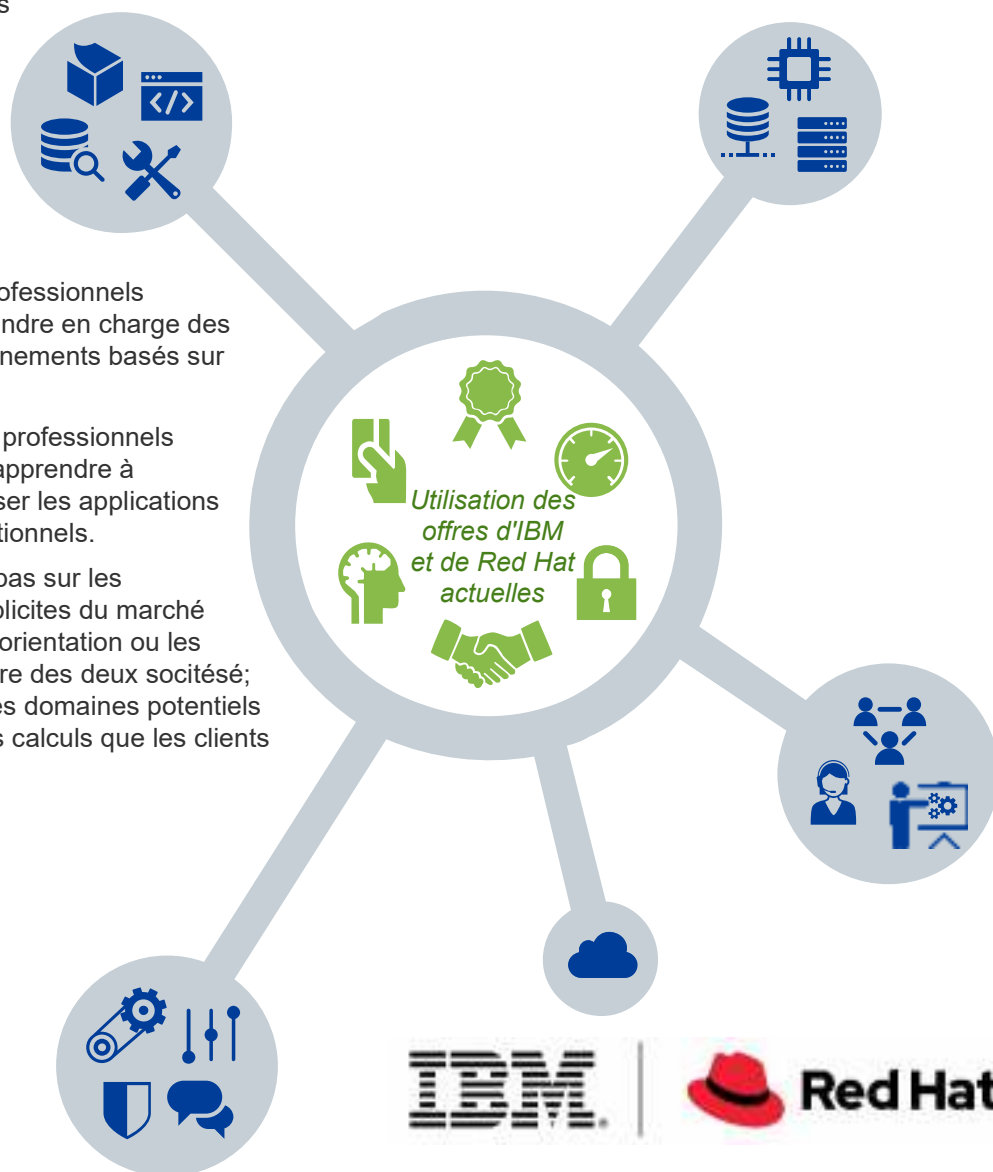 s
ofessionnels
ndre en charge des
nements basés sur
professionnels
apprendre à
ser les applications
tionnels.
pas sur les
plicites du marché
orientation ou les
re des deux socitésé;
es domaines potentiels
s calculs que les clients
Utilisation des
offres d'IBM
et de Red Hat
actuelles
IBM.
Red Hat